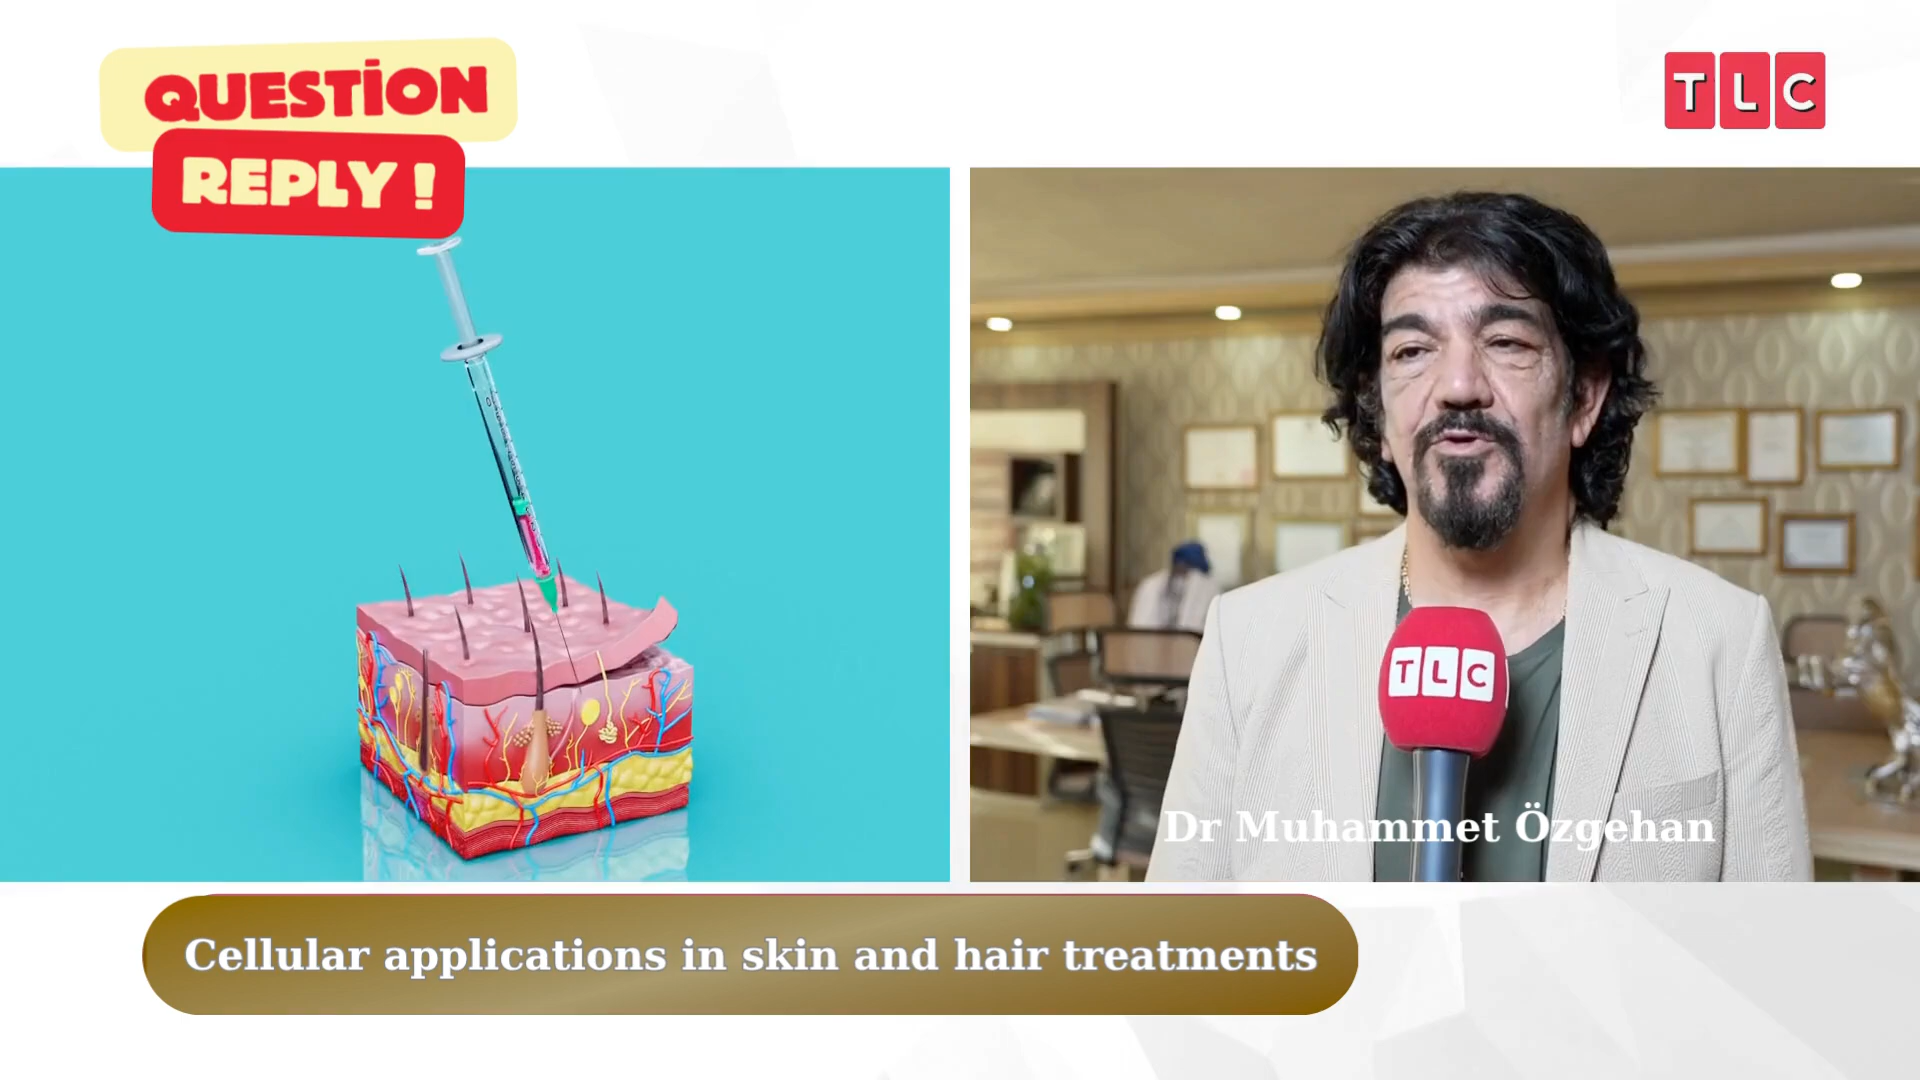 QUESTİON
REPLY !
TLC
TLC
Dr Muhammet Özgehan
Cellular applications in skin and hair treatments